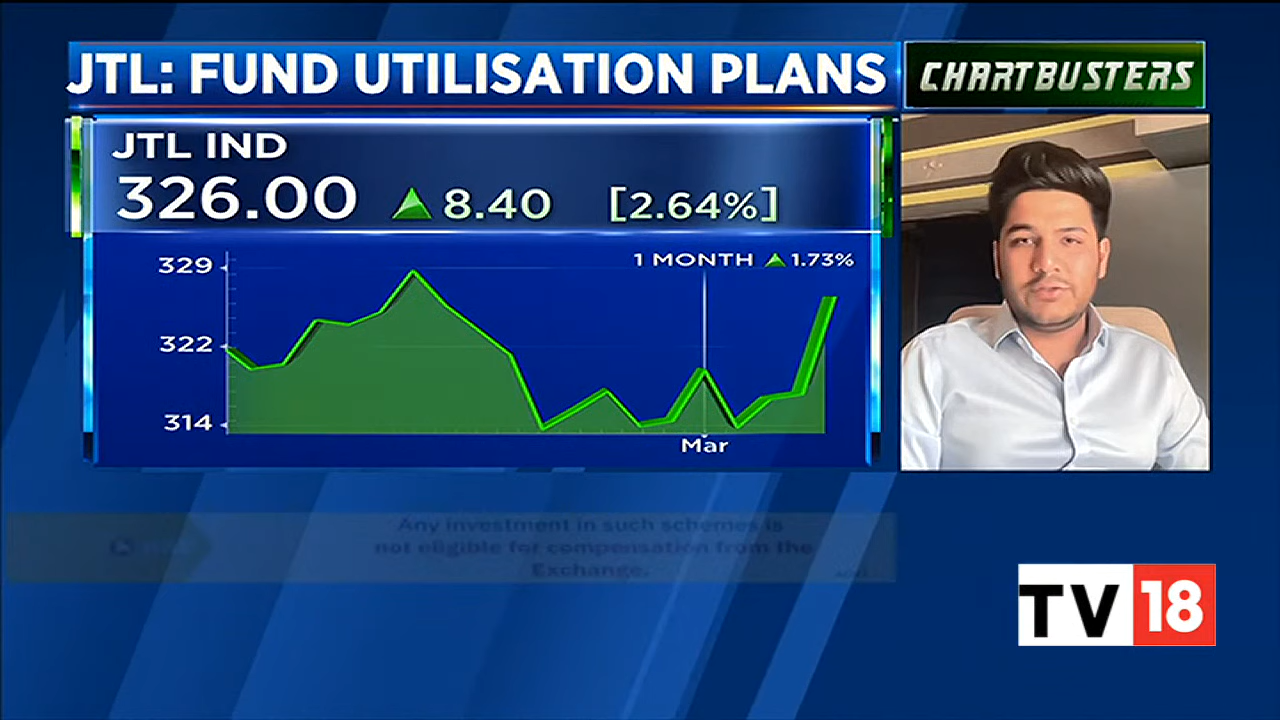 JTL: FUND UTILISATION PLANS
CHARTBUSTERS
JTL IND
326.00 ▲ 8.40 [2.64%]
1 MONTH ▲ 1.73%
329
322
314
Mar
Any investment in such schemes is
not eligible for compensation from the
Exchange.
TV18